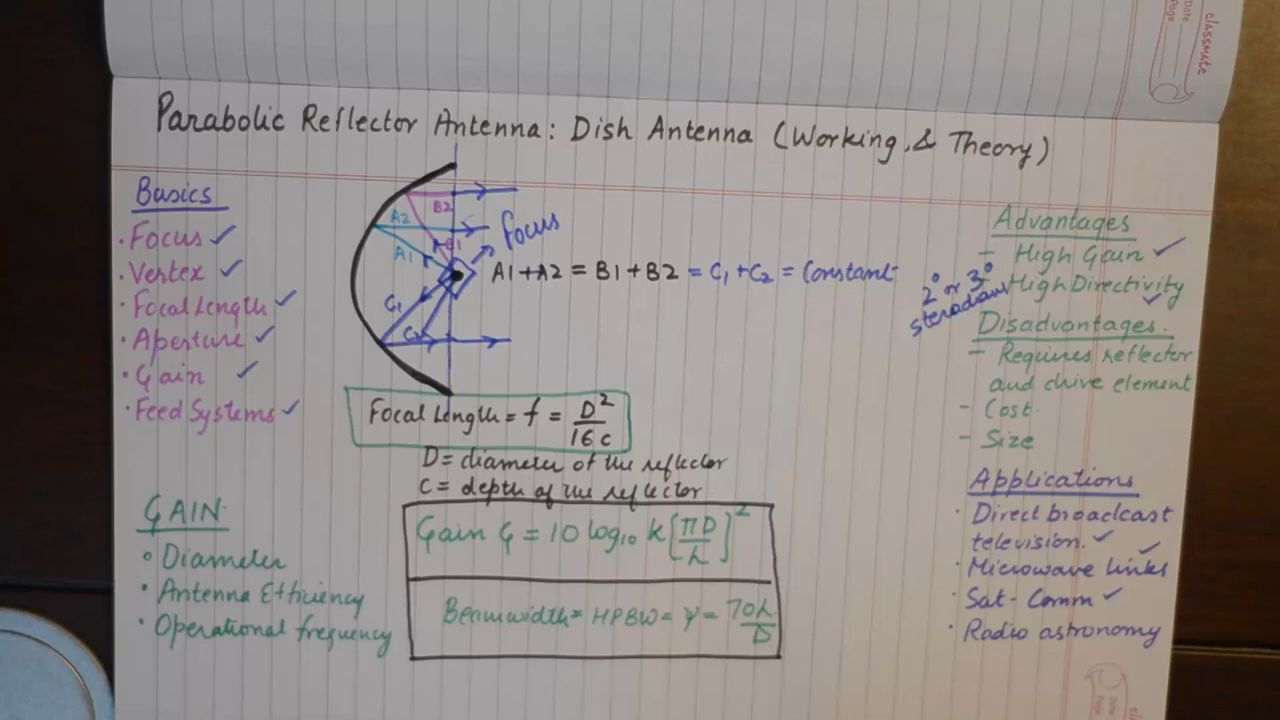 classmate
Date
Page
Parabolic Reflector Antenna: Dish Antenna (Working, & Theory)
Basics
• Focus ✓
• Vertex ✓
• Focal Length ✓
• Aperture ✓
• Gain ✓
• Feed Systems ✓
A2
B2
B1
A1
C1
Focus
A1 + A2 = B1 + B2 = C1 + C2 = Constant
Focal Length = f = D²/16c
D = diameter of the reflector
C = depth of the reflector
Gain G = 10 log10 k[πD/λ]²
Beamwidth = HPBW = ψ = 70λ/D
GAIN
• Diameter
• Antenna Efficiency
• Operational frequency
Advantages
- High Gain ✓
- High Directivity ✓
2° or 3°
steradians
Disadvantages.
- Requires reflector
and drive element
- Cost.
- Size
Applications
• Direct broadcast
television. ✓
• Microwave links ✓
• Sat-Comm ✓
• Radio astronomy